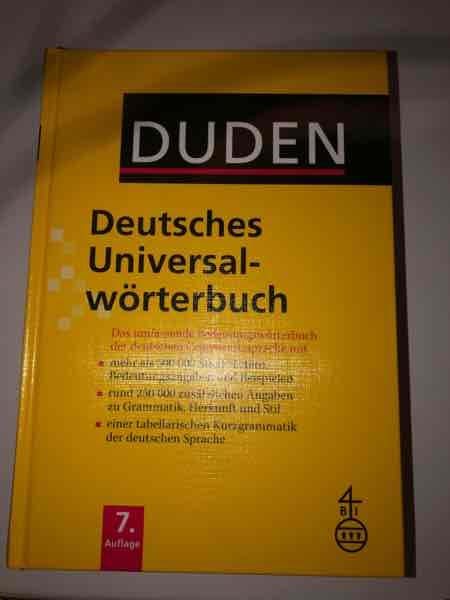 DUDEN
Deutsches
Universal-
wörterbuch
Das umfassende Bedeutungswörterbuch
der deutschen Gegenwartssprache mit
mehr als 500 000 Stichwörtern,
Bedeutungsangaben und Beispielen
rund 250 000 zusätzlichen Angaben
zu Grammatik, Herkunft und Stil
einer tabellarischen Kurzgrammatik
der deutschen Sprache
7.
Auflage
B I